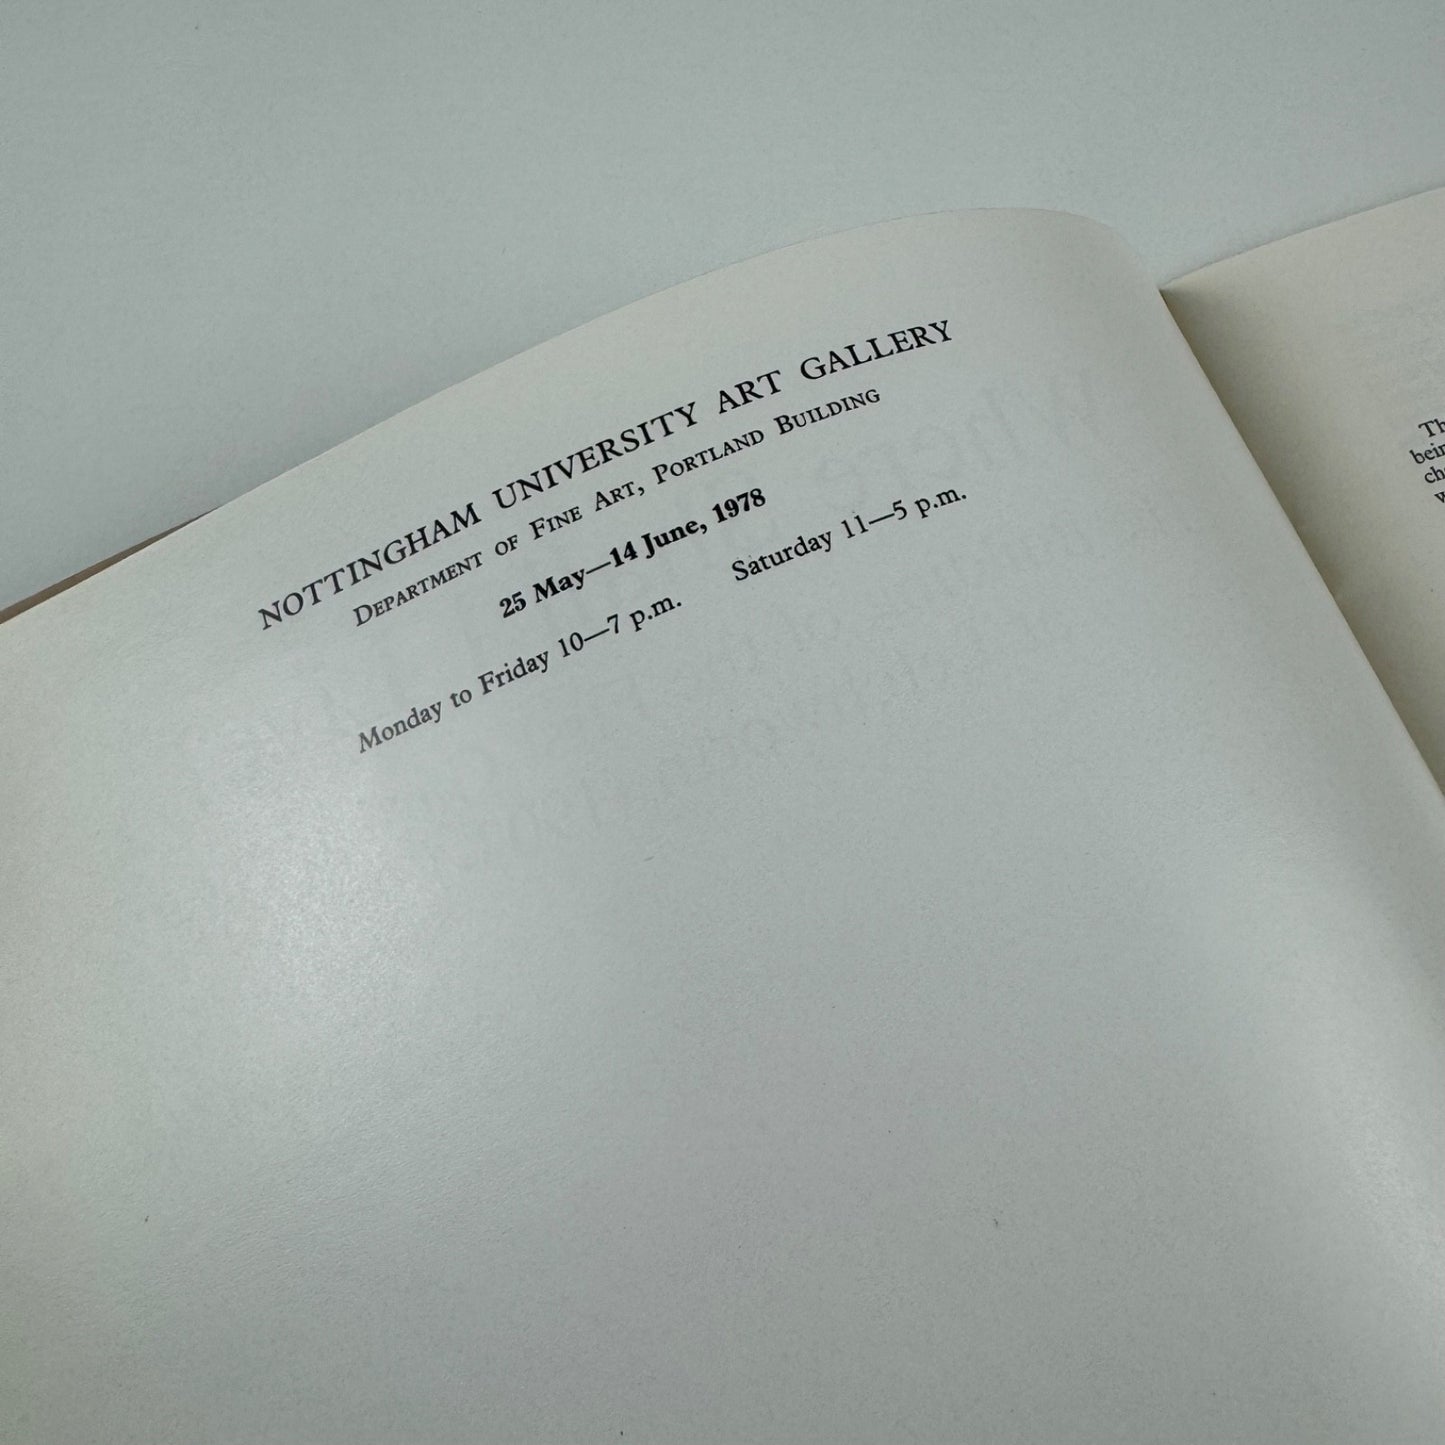 NOTTINGHAM UNIVERSITY ART GALLERY
DEPARTMENT OF FINE ART, PORTLAND BUILDING
25 May—14 June, 1978
Monday to Friday 10—7 p.m. Saturday 11—5 p.m.